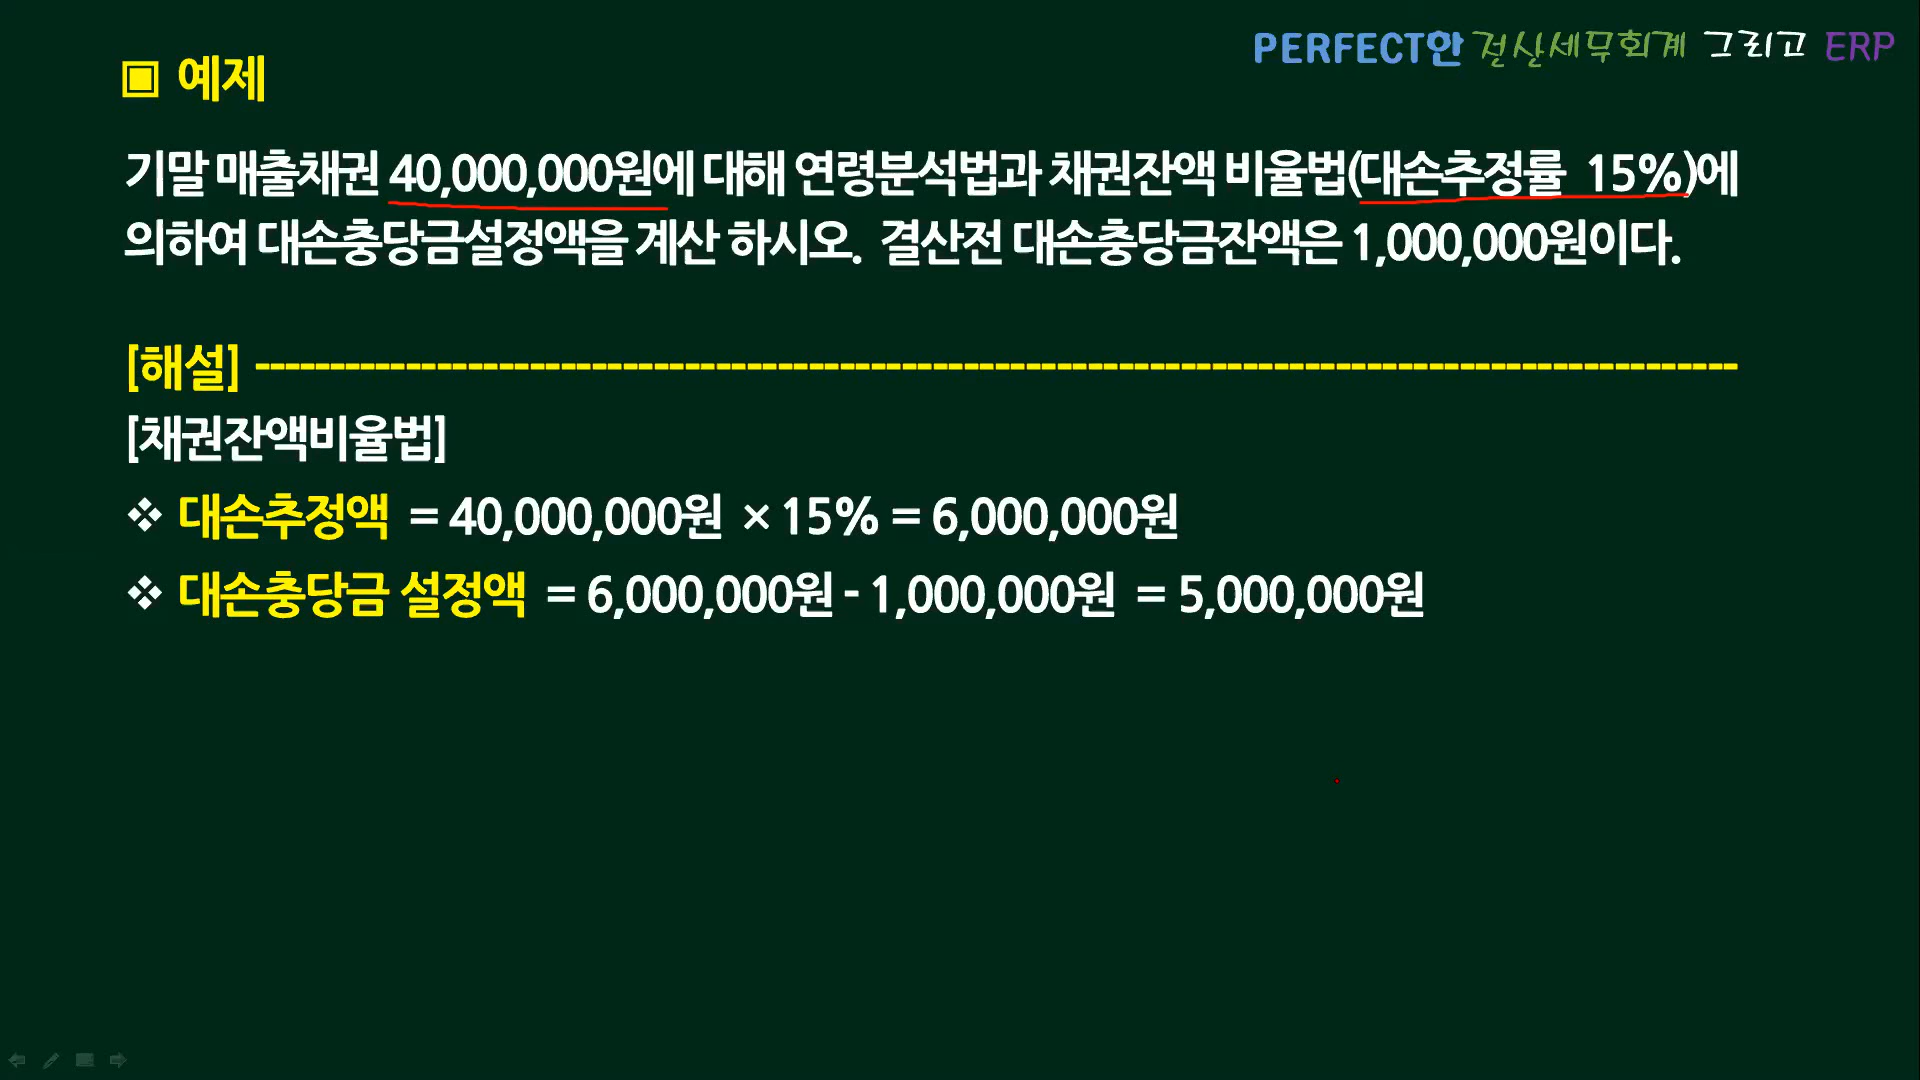 PERFECT한 전산세무회계 그리고 ERP
▣ 예제
기말 매출채권 40,000,000원에 대해 연령분석법과 채권잔액 비율법(대손추정률 15%)에
의하여 대손충당금설정액을 계산 하시오. 결산전 대손충당금잔액은 1,000,000원이다.
[해설] ------------------------------------------------------------------------------------------------
[채권잔액비율법]
❖ 대손추정액 = 40,000,000원 × 15% = 6,000,000원
❖ 대손충당금 설정액 = 6,000,000원 - 1,000,000원 = 5,000,000원